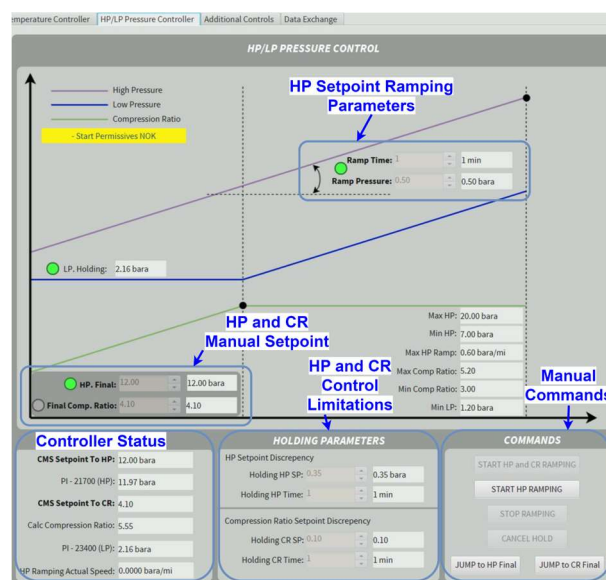 emperature Controller HP/LP Pressure Controller Additional Controls Data Exchange
HP/LP PRESSURE CONTROL
High Pressure
Low Pressure
Compression Ratio
- Start Permissives NOK
HP Setpoint Ramping
Parameters
Ramp Time: 1 1 min
Ramp Pressure: 0.50 0.50 bara
LP. Holding: 2.16 bara
HP and CR
Manual Setpoint
HP. Final: 12.00 12.00 bara
Final Comp. Ratio: 4.10 4.10
Max HP: 20.00 bara
Min HP: 7.00 bara
Max HP Ramp: 0.60 bara/mi
Max Comp Ratio: 5.20
Min Comp Ratio: 3.00
Min LP: 1.20 bara
HP and CR
Control
Limitations
Manual
Commands
Controller Status
CMS Setpoint To HP: 12.00 bara
PI - 21700 (HP): 11.97 bara
CMS Setpoint To CR: 4.10
Calc Compression Ratio: 5.55
PI - 23400 (LP): 2.16 bara
HP Ramping Actual Speed: 0.0000 bara/mi
HOLDING PARAMETERS
HP Setpoint Discrepency
Holding HP SP: 0.35 0.35 bara
Holding HP Time: 1 1 min
Compression Ratio Setpoint Discrepency
Holding CR SP: 0.10 0.10
Holding CR Time: 1 1 min
COMMANDS
START HP and CR RAMPING
START HP RAMPING
STOP RAMPING
CANCEL HOLD
JUMP to HP Final JUMP to CR Final